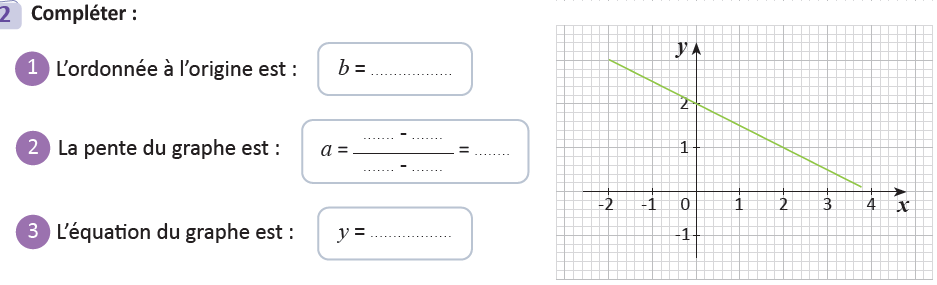 2 Compléter :
1 L’ordonnée à l’origine est : b = ..................
2 La pente du graphe est : a = ....... - ....... / ....... - ....... = ........
3 L’équation du graphe est : y = ..................
y
2
1
-2 -1 0 1 2 3 4 x
-1